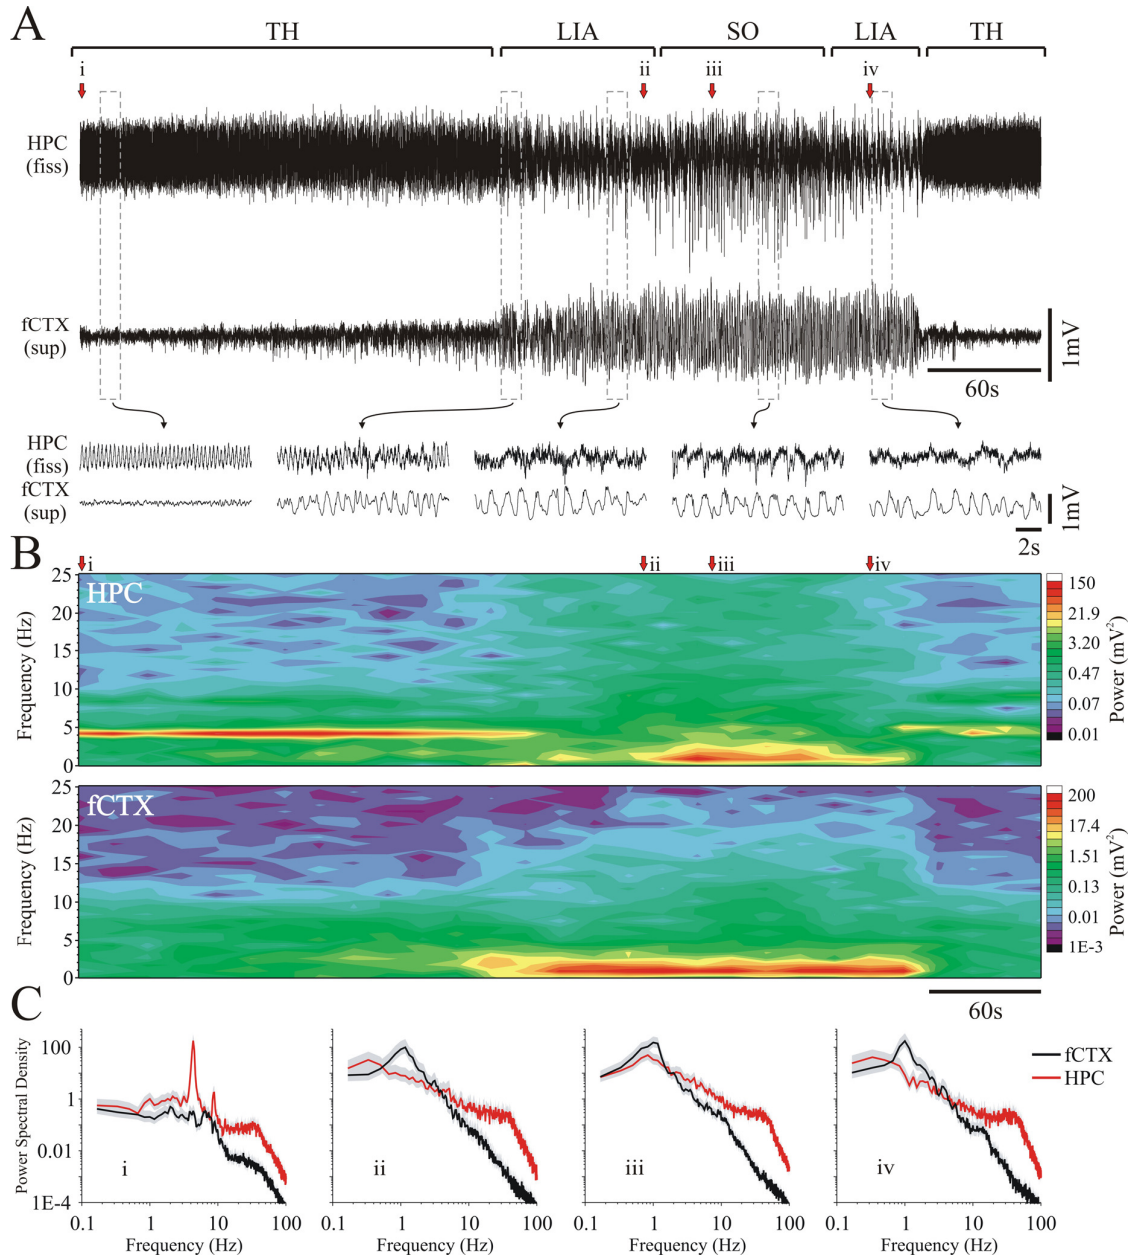 A
TH LIA SO LIA TH
i ii iii iv
HPC
(fiss)
fCTX
(sup)
1mV
60s
HPC
(fiss)
fCTX
(sup)
1mV
2s
B
i ii iii iv
HPC
25
20
15
10
5
0
Frequency (Hz)
150
21.9
3.20
0.47
0.07
0.01
Power (mV²)
fCTX
25
20
15
10
5
0
Frequency (Hz)
200
17.4
1.51
0.13
0.01
1E-3
Power (mV²)
60s
C
Power Spectral Density
100
1
0.01
1E-4
i ii iii iv
fCTX
HPC
0.1 1 10 100 0.1 1 10 100 0.1 1 10 100 0.1 1 10 100
Frequency (Hz) Frequency (Hz) Frequency (Hz) Frequency (Hz)